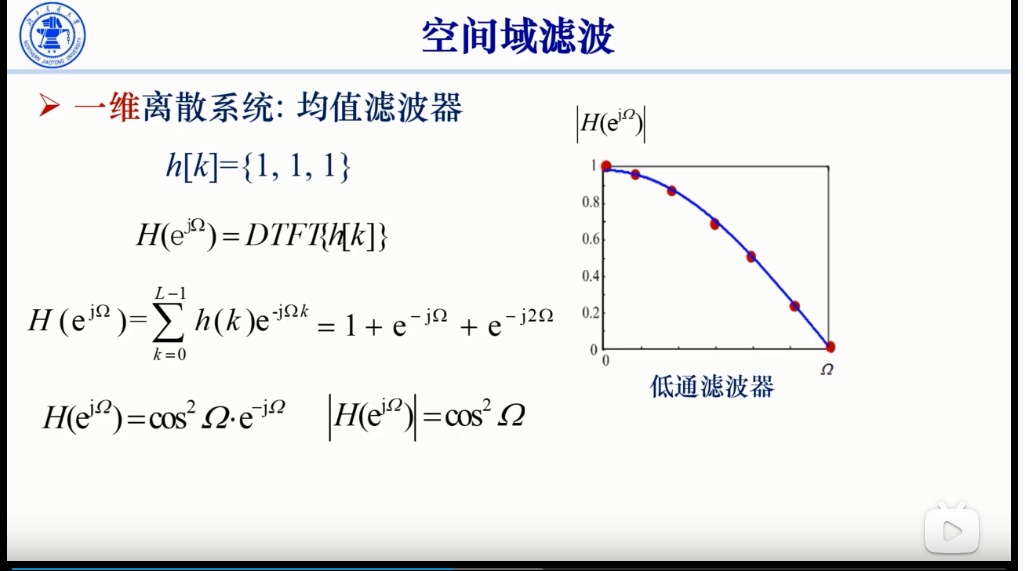 空间域滤波
➢ 一维离散系统: 均值滤波器
h[k]={1, 1, 1}
H(e^{jΩ})=DTFT{h[k]}
H(e^{jΩ})=∑_{k=0}^{L-1} h(k)e^{-jΩk} = 1 + e^{-jΩ} + e^{-j2Ω}
H(e^{jΩ})=cos² Ω·e^{-jΩ} |H(e^{jΩ})|=cos² Ω
|H(e^{jΩ})|
1
0.8
0.6
0.4
0.2
0
0 Ω
低通滤波器